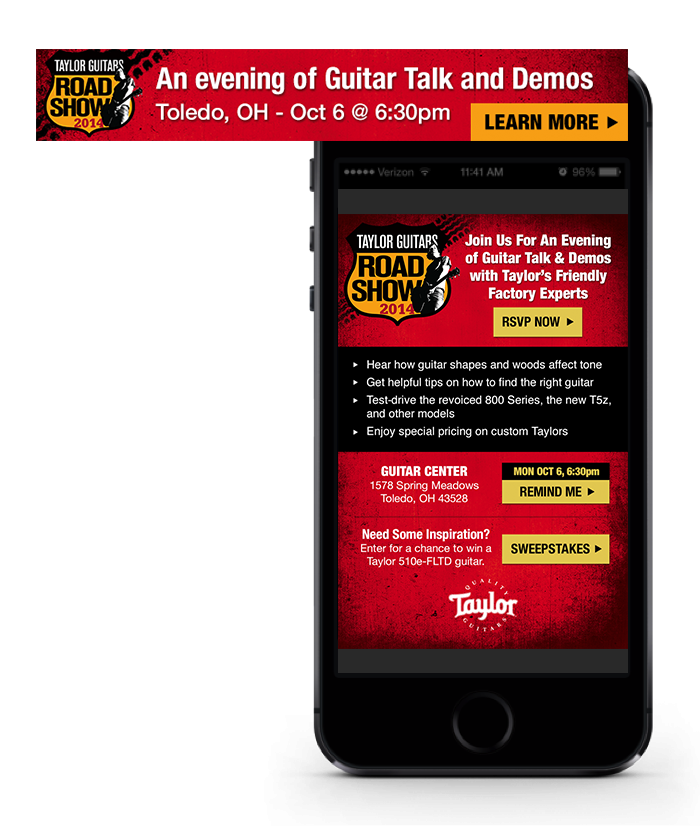 TAYLOR GUITARS
ROAD
SHOW
2014
An evening of Guitar Talk and Demos
Toledo, OH - Oct 6 @ 6:30pm
LEARN MORE
Verizon 11:41 AM 96%
TAYLOR GUITARS
ROAD
SHOW
2014
Join Us For An Evening
of Guitar Talk & Demos
with Taylor's Friendly
Factory Experts
RSVP NOW
Hear how guitar shapes and woods affect tone
Get helpful tips on how to find the right guitar
Test-drive the revoiced 800 Series, the new T5z,
and other models
Enjoy special pricing on custom Taylors
GUITAR CENTER
1578 Spring Meadows
Toledo, OH 43528
MON OCT 6, 6:30pm
REMIND ME
Need Some Inspiration?
Enter for a chance to win a
Taylor 510e-FLTD guitar.
SWEEPSTAKES
QUALITY
Taylor
GUITARS